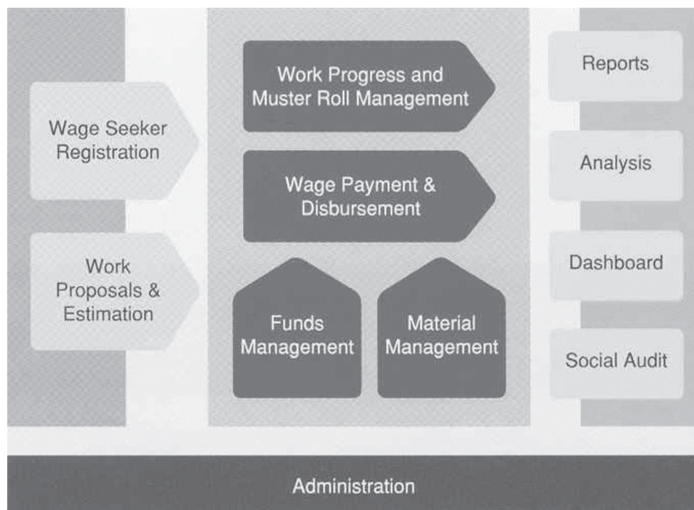 Wage Seeker
Registration
Work
Proposals &
Estimation
Work Progress and
Muster Roll Management
Wage Payment &
Disbursement
Funds
Management
Material
Management
Reports
Analysis
Dashboard
Social Audit
Administration